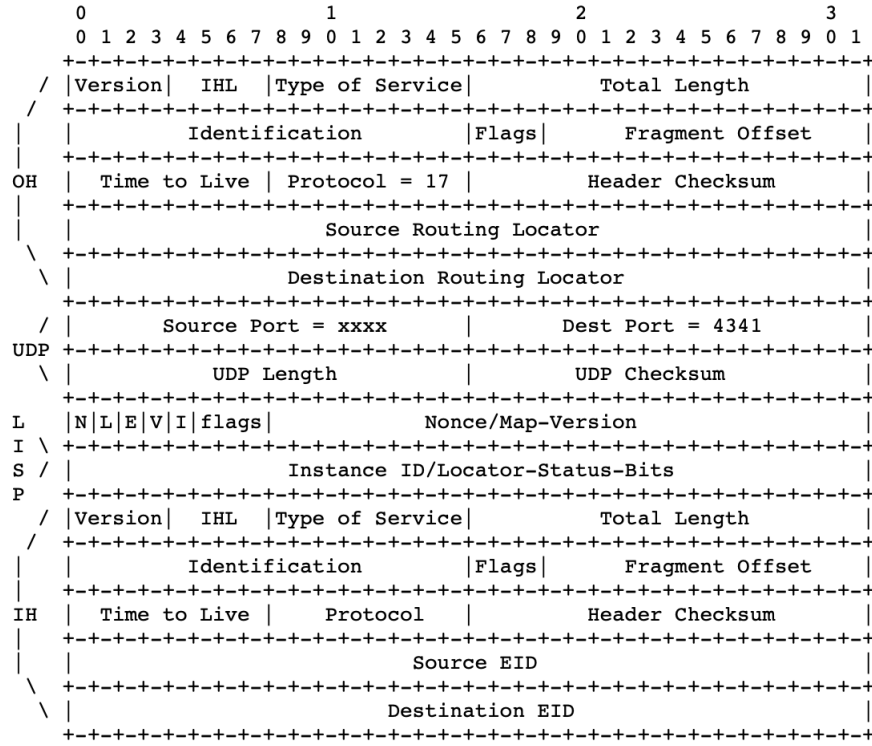 0                   1                   2                   3
 0 1 2 3 4 5 6 7 8 9 0 1 2 3 4 5 6 7 8 9 0 1 2 3 4 5 6 7 8 9 0 1
    +-+-+-+-+-+-+-+-+-+-+-+-+-+-+-+-+-+-+-+-+-+-+-+-+-+-+-+-+-+-+-+-+
  / |Version|  IHL  |Type of Service|          Total Length         |
 /  +-+-+-+-+-+-+-+-+-+-+-+-+-+-+-+-+-+-+-+-+-+-+-+-+-+-+-+-+-+-+-+-+
|   |         Identification        |Flags|      Fragment Offset    |
|   +-+-+-+-+-+-+-+-+-+-+-+-+-+-+-+-+-+-+-+-+-+-+-+-+-+-+-+-+-+-+-+-+
OH  |  Time to Live | Protocol = 17 |         Header Checksum       |
|   +-+-+-+-+-+-+-+-+-+-+-+-+-+-+-+-+-+-+-+-+-+-+-+-+-+-+-+-+-+-+-+-+
|   |                    Source Routing Locator                     |
 \  +-+-+-+-+-+-+-+-+-+-+-+-+-+-+-+-+-+-+-+-+-+-+-+-+-+-+-+-+-+-+-+-+
  \ |                 Destination Routing Locator                   |
    +-+-+-+-+-+-+-+-+-+-+-+-+-+-+-+-+-+-+-+-+-+-+-+-+-+-+-+-+-+-+-+-+
  / |       Source Port = xxxx      |       Dest Port = 4341        |
UDP +-+-+-+-+-+-+-+-+-+-+-+-+-+-+-+-+-+-+-+-+-+-+-+-+-+-+-+-+-+-+-+-+
  \ |           UDP Length          |        UDP Checksum           |
    +-+-+-+-+-+-+-+-+-+-+-+-+-+-+-+-+-+-+-+-+-+-+-+-+-+-+-+-+-+-+-+-+
L   |N|L|E|V|I|flags|            Nonce/Map-Version                  |
I \ +-+-+-+-+-+-+-+-+-+-+-+-+-+-+-+-+-+-+-+-+-+-+-+-+-+-+-+-+-+-+-+-+
S / |                 Instance ID/Locator-Status-Bits               |
P   +-+-+-+-+-+-+-+-+-+-+-+-+-+-+-+-+-+-+-+-+-+-+-+-+-+-+-+-+-+-+-+-+
  / |Version|  IHL  |Type of Service|          Total Length         |
 /  +-+-+-+-+-+-+-+-+-+-+-+-+-+-+-+-+-+-+-+-+-+-+-+-+-+-+-+-+-+-+-+-+
|   |         Identification        |Flags|      Fragment Offset    |
|   +-+-+-+-+-+-+-+-+-+-+-+-+-+-+-+-+-+-+-+-+-+-+-+-+-+-+-+-+-+-+-+-+
IH  |  Time to Live |    Protocol   |         Header Checksum       |
|   +-+-+-+-+-+-+-+-+-+-+-+-+-+-+-+-+-+-+-+-+-+-+-+-+-+-+-+-+-+-+-+-+
|   |                           Source EID                          |
 \  +-+-+-+-+-+-+-+-+-+-+-+-+-+-+-+-+-+-+-+-+-+-+-+-+-+-+-+-+-+-+-+-+
  \ |                         Destination EID                       |
    +-+-+-+-+-+-+-+-+-+-+-+-+-+-+-+-+-+-+-+-+-+-+-+-+-+-+-+-+-+-+-+-+